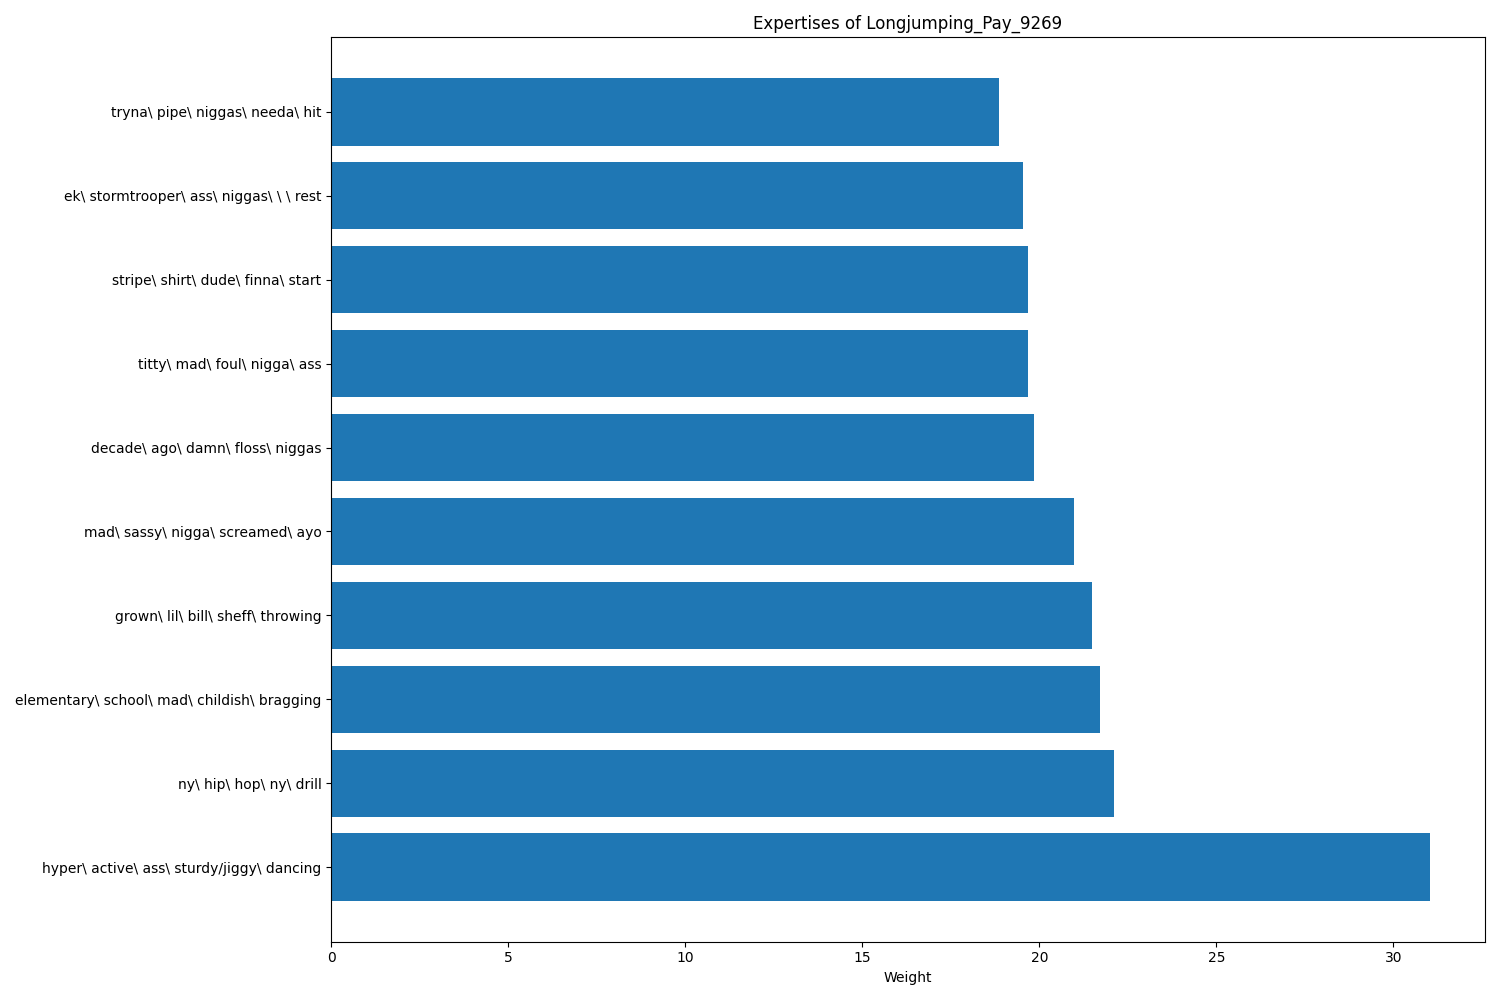 Expertises of Longjumping_Pay_9269
tryna\ pipe\ niggas\ needa\ hit
ek\ stormtrooper\ ass\ niggas\ \ \ rest
stripe\ shirt\ dude\ finna\ start
titty\ mad\ foul\ nigga\ ass
decade\ ago\ damn\ floss\ niggas
mad\ sassy\ nigga\ screamed\ ayo
grown\ lil\ bill\ sheff\ throwing
elementary\ school\ mad\ childish\ bragging
ny\ hip\ hop\ ny\ drill
hyper\ active\ ass\ sturdy/jiggy\ dancing
0 5 10 15 20 25 30
Weight